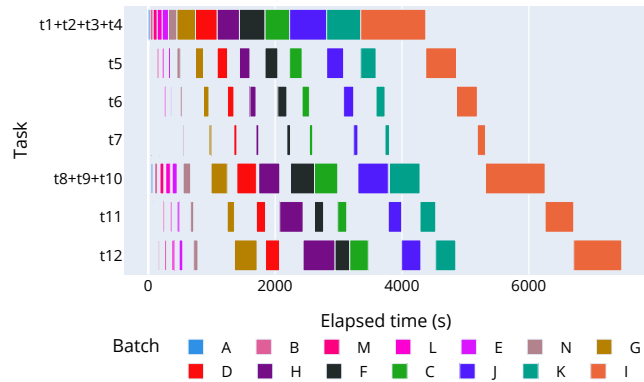 Task
t1+t2+t3+t4
t5
t6
t7
t8+t9+t10
t11
t12
0 2000 4000 6000
Elapsed time (s)
Batch A B M L E N G
D H F C J K I